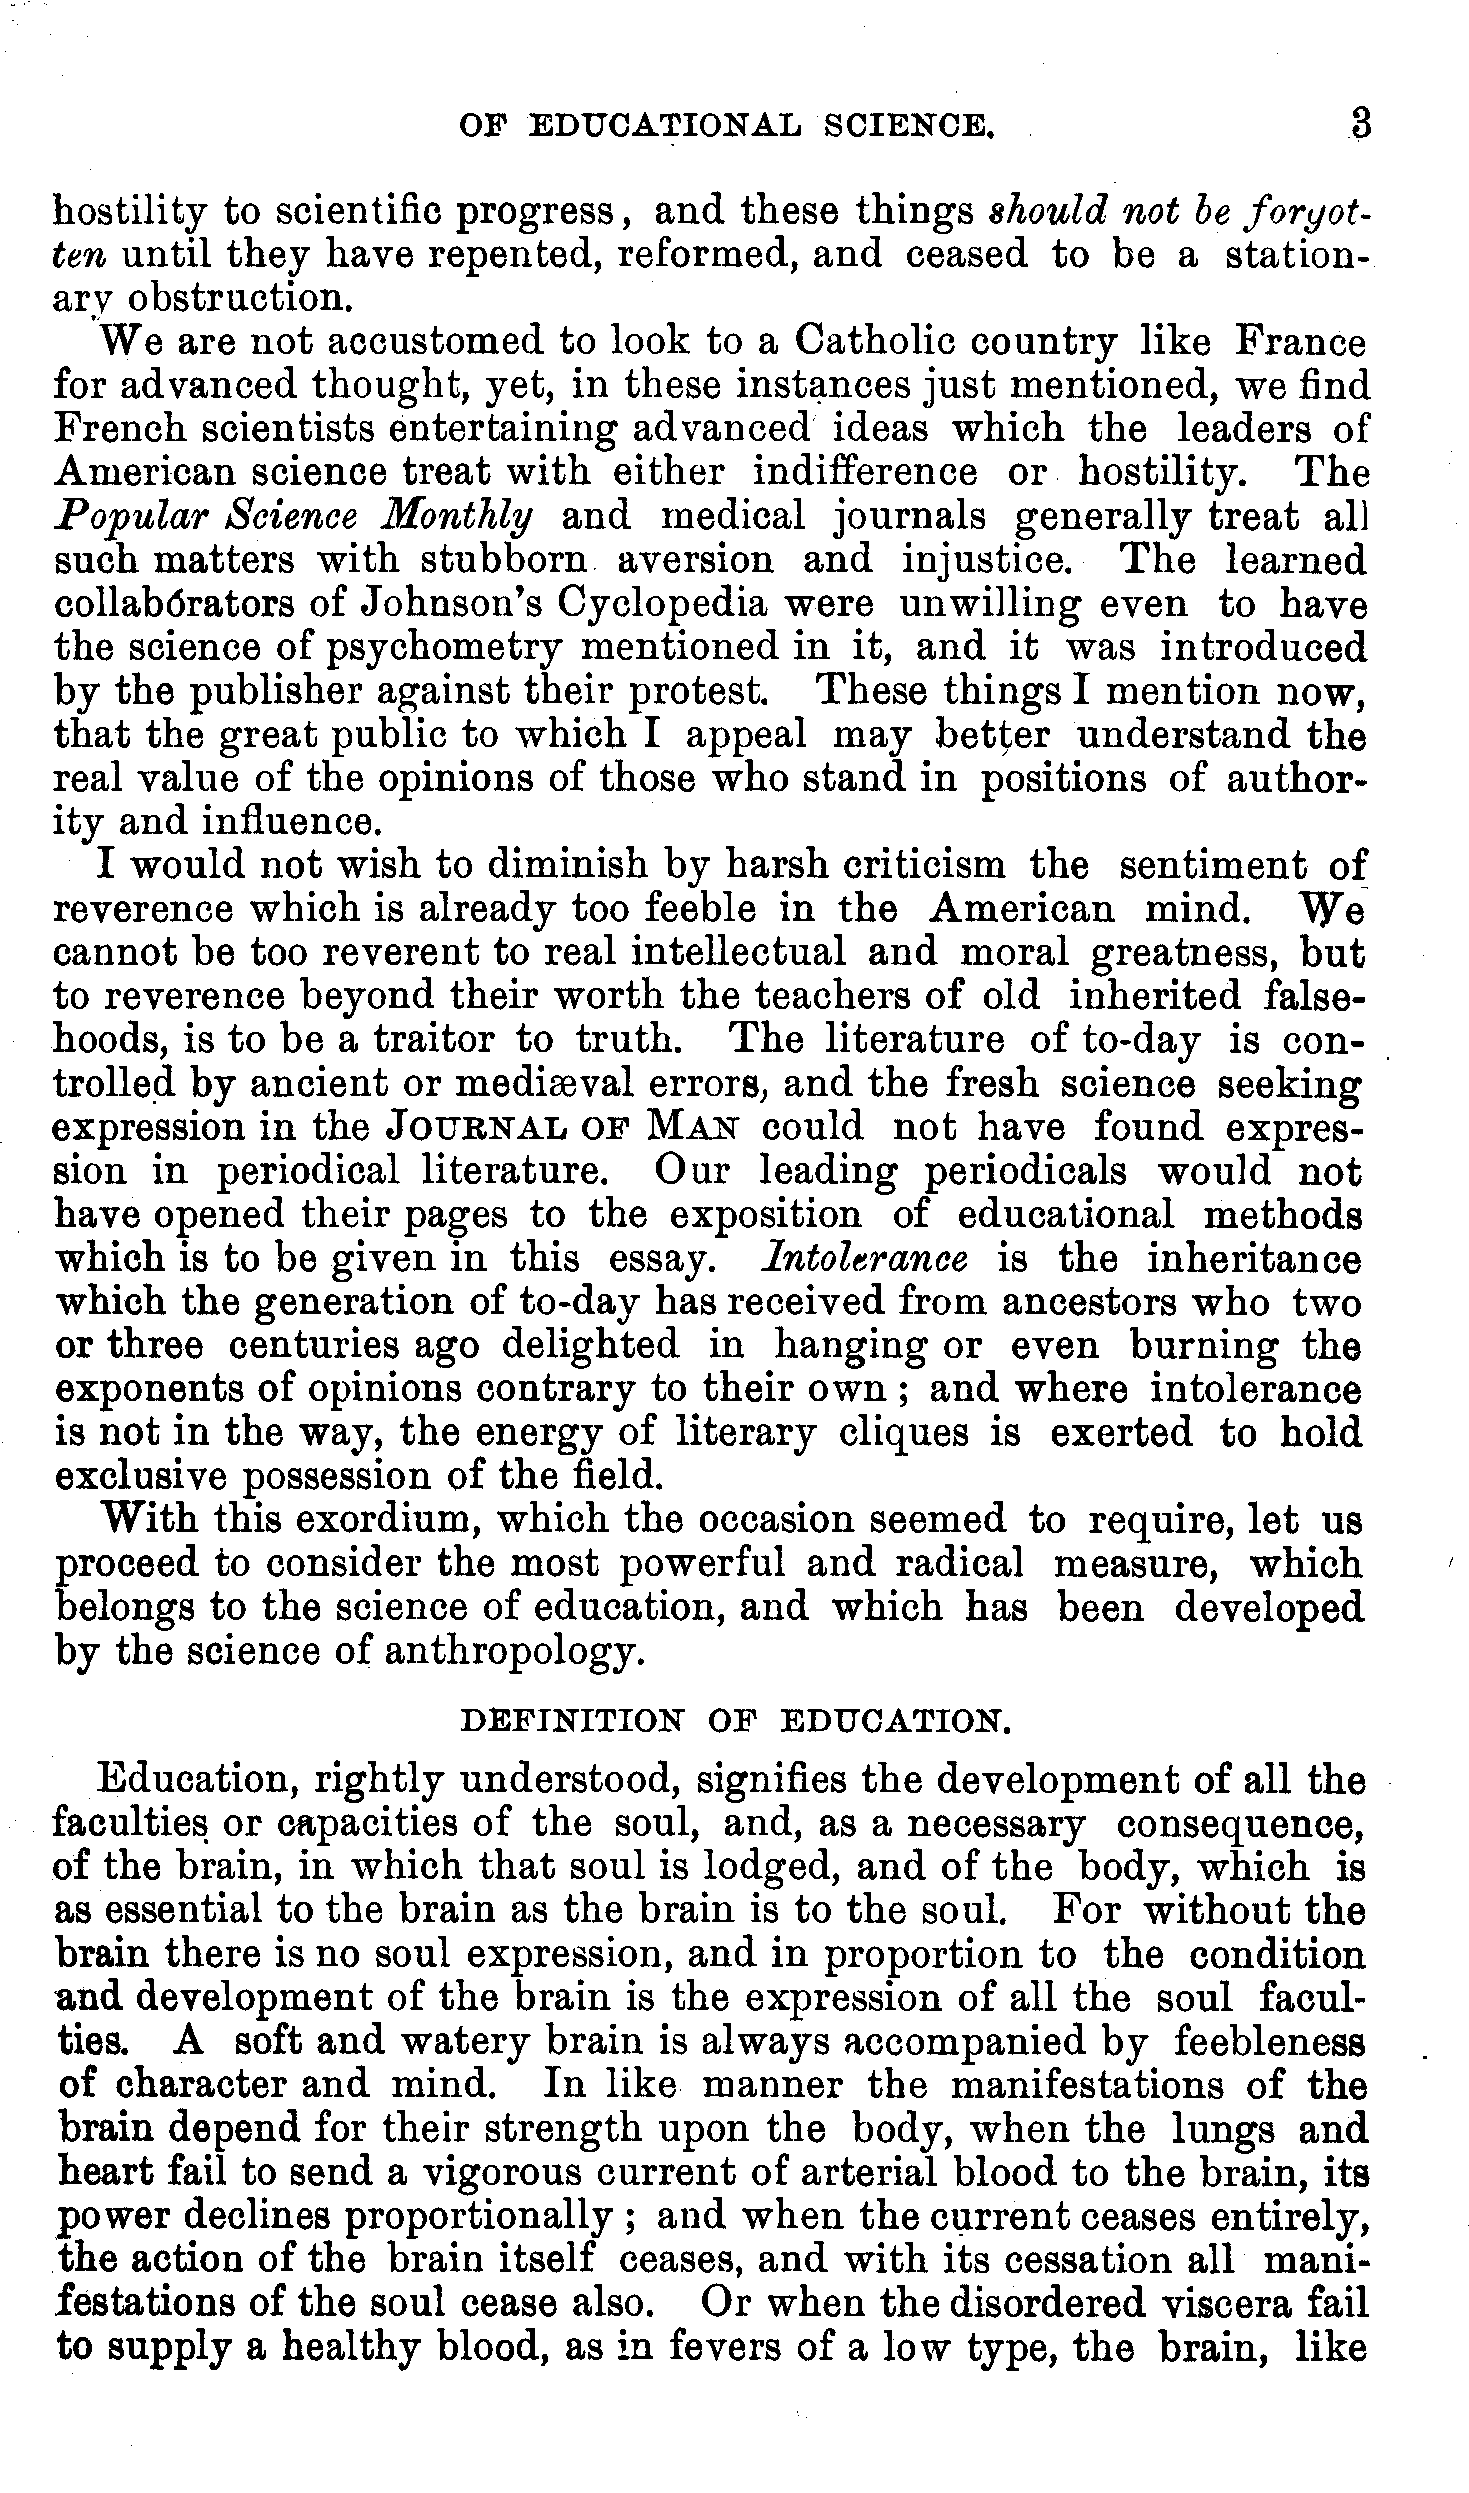 OF EDUCATIONAL SCIENCE. 3
hostility to scientific progress, and these things should not be forgot-
ten until they have repented, reformed, and ceased to be a station-
ary obstruction.
We are not accustomed to look to a Catholic country like France
for advanced thought, yet, in these instances just mentioned, we find
French scientists entertaining advanced ideas which the leaders of
American science treat with either indifference or hostility. The
Popular Science Monthly and medical journals generally treat all
such matters with stubborn aversion and injustice. The learned
collabórators of Johnson's Cyclopedia were unwilling even to have
the science of psychometry mentioned in it, and it was introduced
by the publisher against their protest. These things I mention now,
that the great public to which I appeal may better understand the
real value of the opinions of those who stand in positions of author-
ity and influence.
I would not wish to diminish by harsh criticism the sentiment of
reverence which is already too feeble in the American mind. We
cannot be too reverent to real intellectual and moral greatness, but
to reverence beyond their worth the teachers of old inherited false-
hoods, is to be a traitor to truth. The literature of to-day is con-
trolled by ancient or mediæval errors, and the fresh science seeking
expression in the JOURNAL OF MAN could not have found expres-
sion in periodical literature. Our leading periodicals would not
have opened their pages to the exposition of educational methods
which is to be given in this essay. Intolerance is the inheritance
which the generation of to-day has received from ancestors who two
or three centuries ago delighted in hanging or even burning the
exponents of opinions contrary to their own ; and where intolerance
is not in the way, the energy of literary cliques is exerted to hold
exclusive possession of the field.
With this exordium, which the occasion seemed to require, let us
proceed to consider the most powerful and radical measure, which
belongs to the science of education, and which has been developed
by the science of anthropology.
DEFINITION OF EDUCATION.
Education, rightly understood, signifies the development of all the
faculties or capacities of the soul, and, as a necessary consequence,
of the brain, in which that soul is lodged, and of the body, which is
as essential to the brain as the brain is to the soul. For without the
brain there is no soul expression, and in proportion to the condition
and development of the brain is the expression of all the soul facul-
ties. A soft and watery brain is always accompanied by feebleness
of character and mind. In like manner the manifestations of the
brain depend for their strength upon the body, when the lungs and
heart fail to send a vigorous current of arterial blood to the brain, its
power declines proportionally ; and when the current ceases entirely,
the action of the brain itself ceases, and with its cessation all mani-
festations of the soul cease also. Or when the disordered viscera fail
to supply a healthy blood, as in fevers of a low type, the brain, like